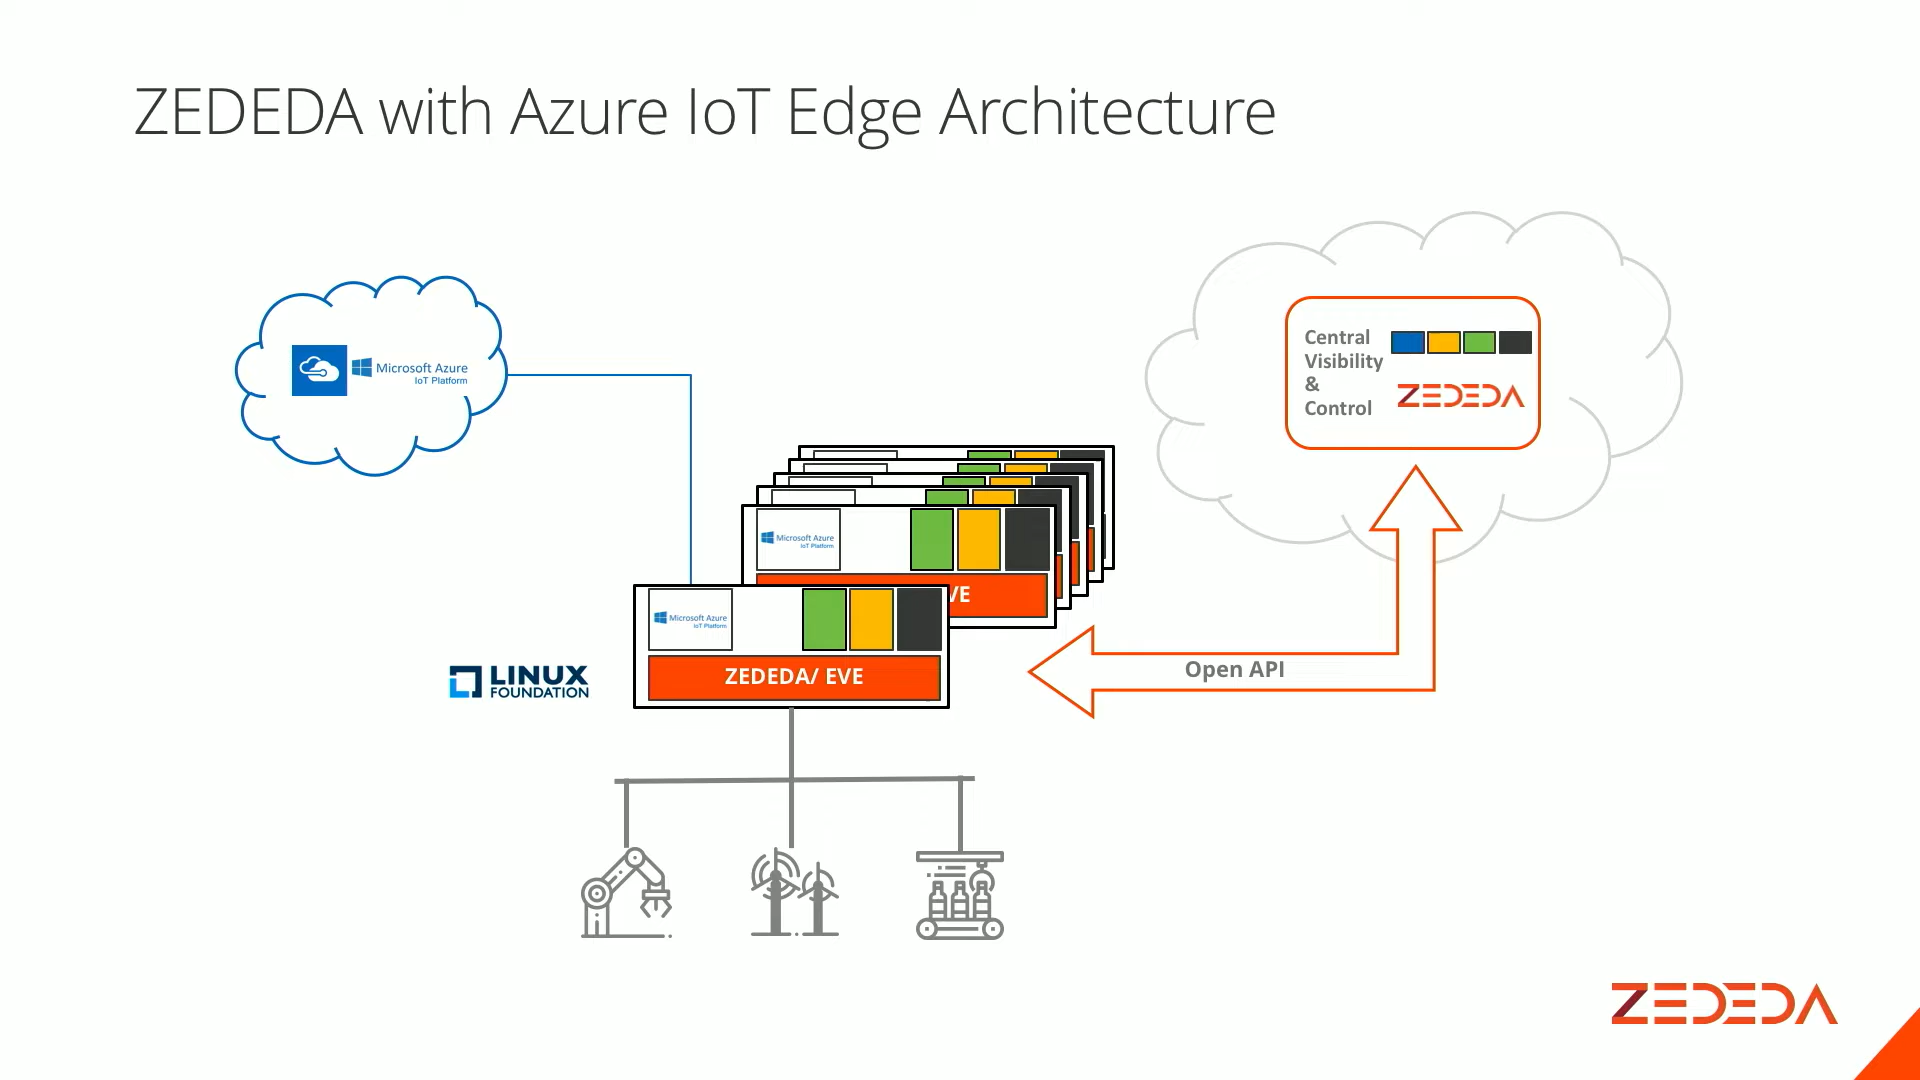 ZEDEDA with Azure IoT Edge Architecture
Microsoft Azure
IoT Platform
Central
Visibility
&
Control
ZEDEDA
Microsoft Azure
IoT Platform
VE
Microsoft Azure
IoT Platform
ZEDEDA/ EVE
LINUX
FOUNDATION
Open API
ZEDEDA